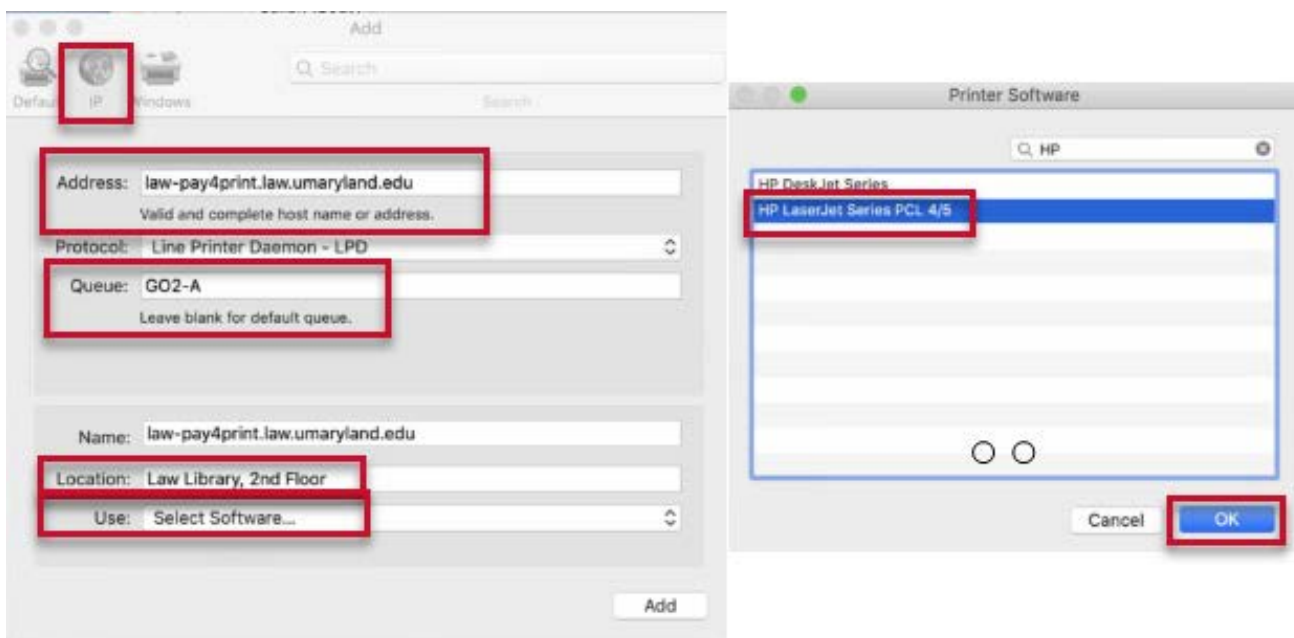 Add
Search
Default IP Windows
Search
Address: law-pay4print.law.umaryland.edu
Valid and complete host name or address.
Protocol: Line Printer Daemon - LPD
Queue: GO2-A
Leave blank for default queue.
Name: law-pay4print.law.umaryland.edu
Location: Law Library, 2nd Floor
Use: Select Software...
Add
Printer Software
HP
HP DeskJet Series
HP LaserJet Series PCL 4/5
Cancel OK